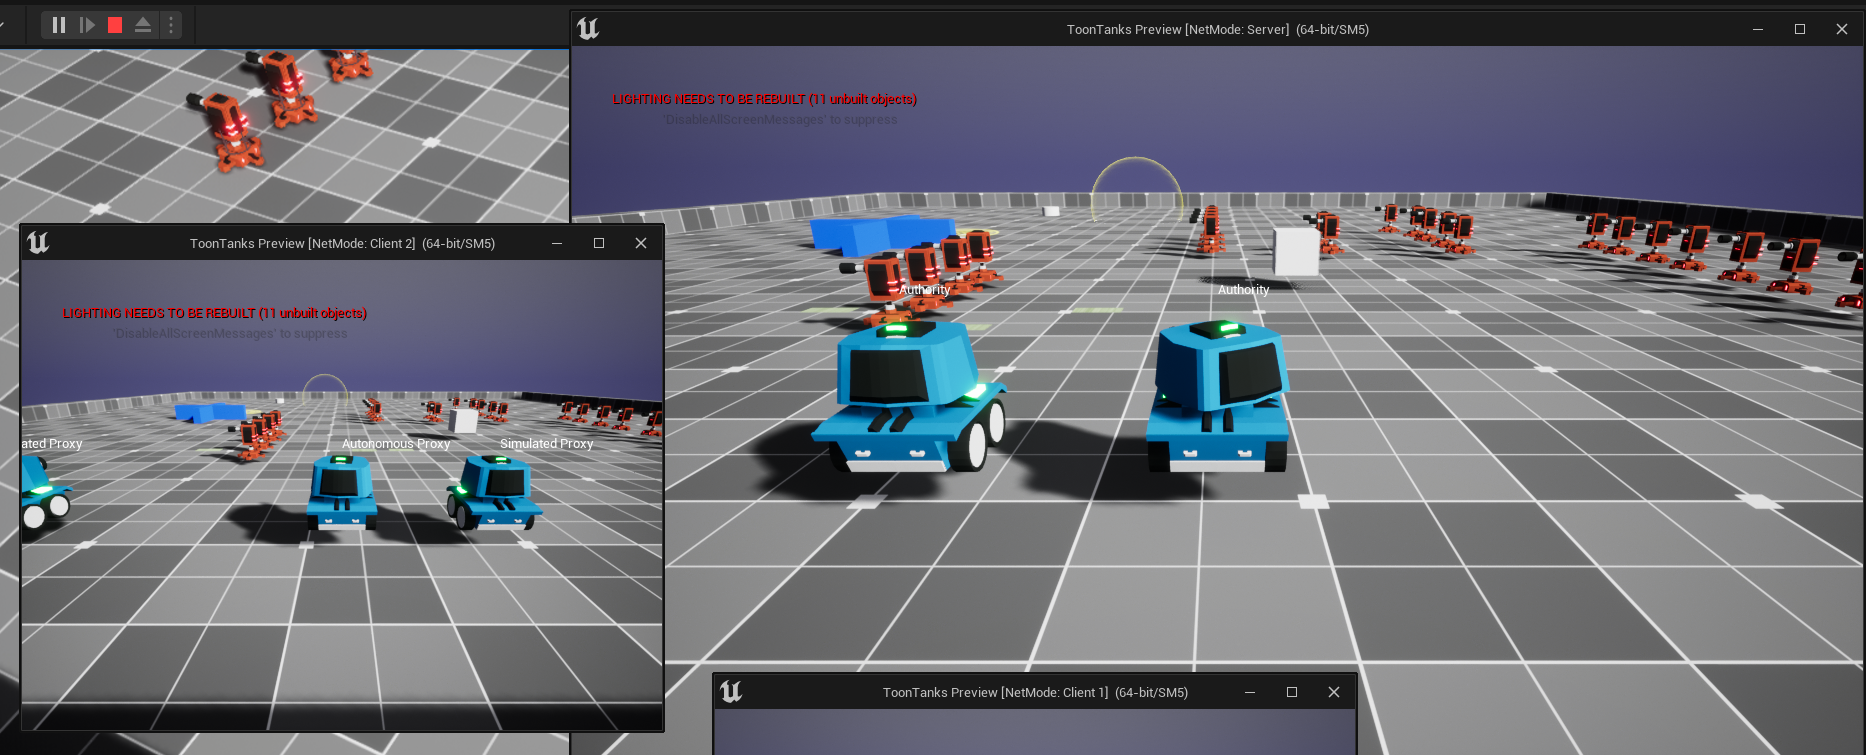 ToonTanks Preview [NetMode: Server] (64-bit/SM5)
LIGHTING NEEDS TO BE REBUILT (11 unbuilt objects)
'DisableAllScreenMessages' to suppress
Authority
Authority
ToonTanks Preview [NetMode: Client 2] (64-bit/SM5)
LIGHTING NEEDS TO BE REBUILT (11 unbuilt objects)
'DisableAllScreenMessages' to suppress
ated Proxy
Autonomous Proxy
Simulated Proxy
ToonTanks Preview [NetMode: Client 1] (64-bit/SM5)